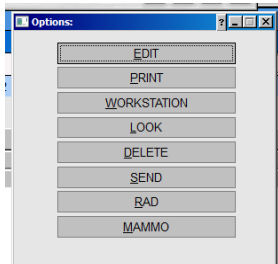 Options:
?
EDIT
PRINT
WORKSTATION
LOOK
DELETE
SEND
RAD
MAMMO